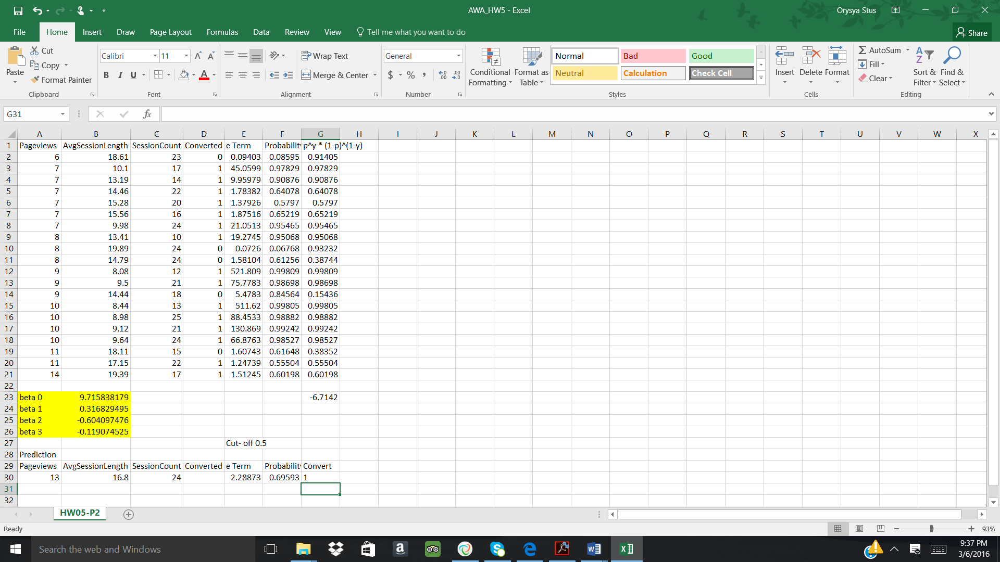 AWA_HW5 - Excel
Orysya Stus
File Home Insert Draw Page Layout Formulas Data Review View Tell me what you want to do
Share
Paste
Cut
Copy
Format Painter
Clipboard
Calibri 11
B I U
Font
Wrap Text
Merge & Center
Alignment
General
$ % ,
Number
Conditional Formatting
Format as Table
Normal Bad Good
Neutral Calculation Check Cell
Styles
Insert Delete Format
Cells
AutoSum
Fill
Clear
Sort & Filter
Find & Select
Editing
G31
fx
A B C D E F G H I J K L M N O P Q R S T U V W X
1 Pageviews AvgSessionLength SessionCount Converted e Term Probability p^y * (1-p)^(1-y)
2 6 18.61 23 0 0.09403 0.08595 0.91405
3 7 10.1 17 1 45.0599 0.97829 0.97829
4 7 13.19 14 1 9.95979 0.90876 0.90876
5 7 14.46 22 1 1.78382 0.64078 0.64078
6 7 15.28 20 1 1.37926 0.5797 0.5797
7 7 15.56 16 1 1.87516 0.65219 0.65219
8 7 9.98 24 1 21.0513 0.95465 0.95465
9 8 13.41 10 1 19.2745 0.95068 0.95068
10 8 19.89 24 0 0.0726 0.06768 0.93232
11 8 14.79 24 0 1.58104 0.61256 0.38744
12 9 8.08 12 1 521.809 0.99809 0.99809
13 9 9.5 21 1 75.7783 0.98698 0.98698
14 9 14.44 18 0 5.4783 0.84564 0.15436
15 10 8.44 13 1 511.62 0.99805 0.99805
16 10 8.98 25 1 88.4533 0.98882 0.98882
17 10 9.12 21 1 130.869 0.99242 0.99242
18 10 9.64 24 1 66.8763 0.98527 0.98527
19 11 18.11 15 0 1.60743 0.61648 0.38352
20 11 17.15 22 1 1.24739 0.55504 0.55504
21 14 19.39 17 1 1.51245 0.60198 0.60198
22
23 beta 0 9.715838179 -6.7142
24 beta 1 0.316829495
25 beta 2 -0.604097476
26 beta 3 -0.119074525
27 Cut- off 0.5
28 Prediction
29 Pageviews AvgSessionLength SessionCount Converted e Term Probability Convert
30 13 16.8 24 2.28873 0.69593 1
31
32
HW05-P2
Ready
93%
Search the web and Windows
9:37 PM
3/6/2016